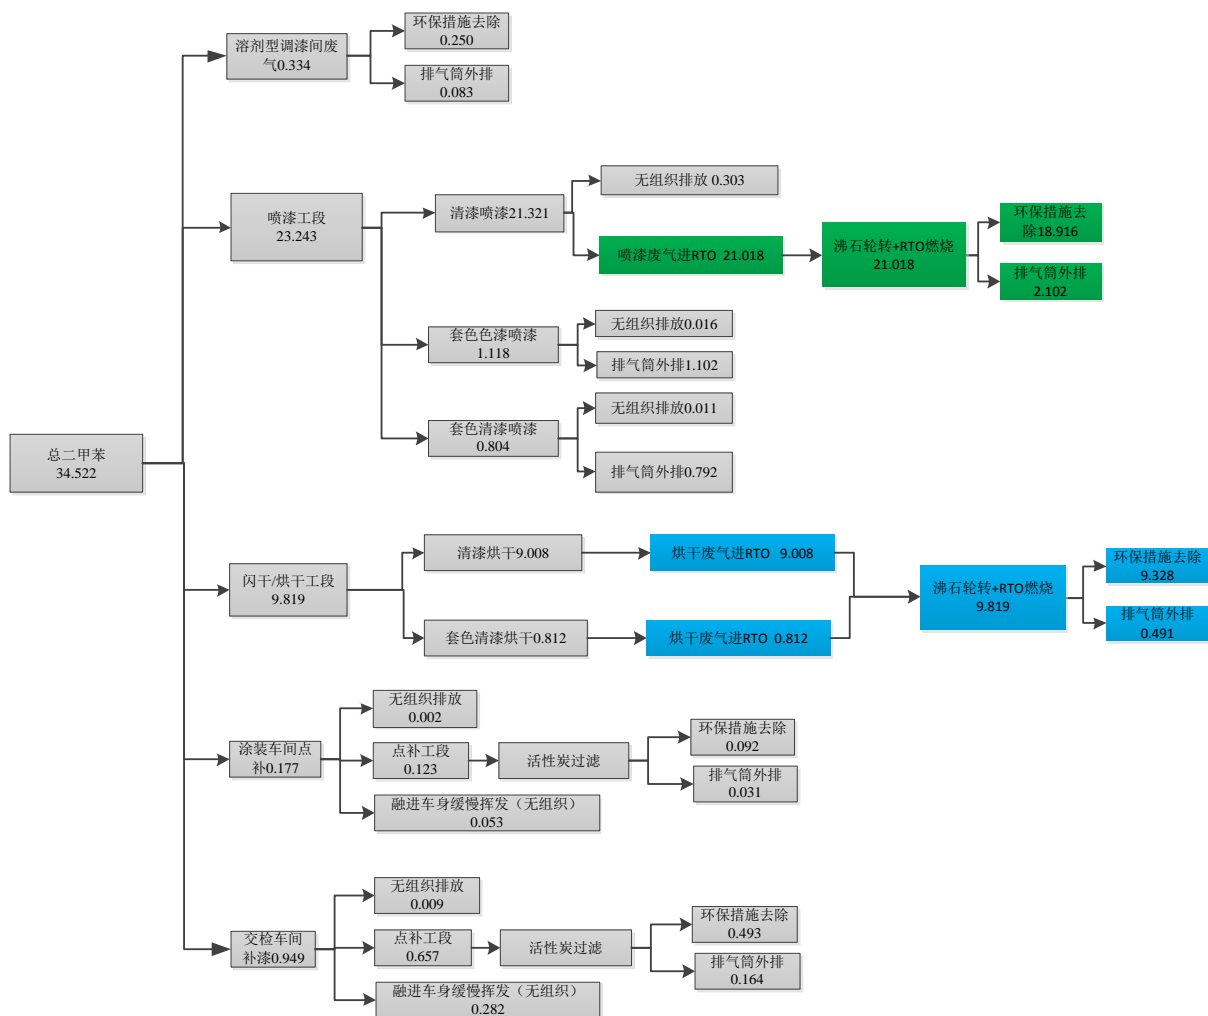 总二甲苯
34.522
溶剂型调漆间废
气0.334
环保措施去除
0.250
排气筒外排
0.083
喷漆工段
23.243
清漆喷漆21.321
无组织排放 0.303
喷漆废气进RTO 21.018
沸石轮转+RTO燃烧
21.018
环保措施去
除18.916
排气筒外排
2.102
套色色漆喷漆
1.118
无组织排放0.016
排气筒外排1.102
套色清漆喷漆
0.804
无组织排放0.011
排气筒外排0.792
闪干/烘干工段
9.819
清漆烘干9.008
烘干废气进RTO 9.008
套色清漆烘干0.812
烘干废气进RTO 0.812
沸石轮转+RTO燃烧
9.819
环保措施去除
9.328
排气筒外排
0.491
涂装车间点
补0.177
无组织排放
0.002
点补工段
0.123
活性炭过滤
环保措施去除
0.092
排气筒外排
0.031
融进车身缓慢挥发（无组织）
0.053
交检车间
补漆0.949
无组织排放
0.009
点补工段
0.657
活性炭过滤
环保措施去除
0.493
排气筒外排
0.164
融进车身缓慢挥发（无组织）
0.282